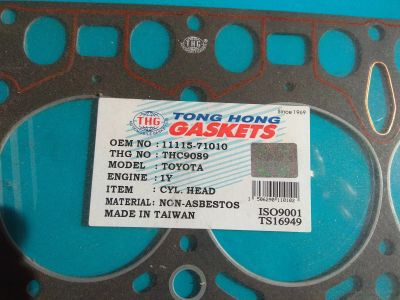 THG
THG
TONG HONG
GASKETS
Since 1969
OEM NO : 11115-71010
THG NO : THC9089
MODEL : TOYOTA
ENGINE : 1Y
ITEM : CYL. HEAD
MATERIAL: NON-ASBESTOS
MADE IN TAIWAN
ISO9001
TS16949